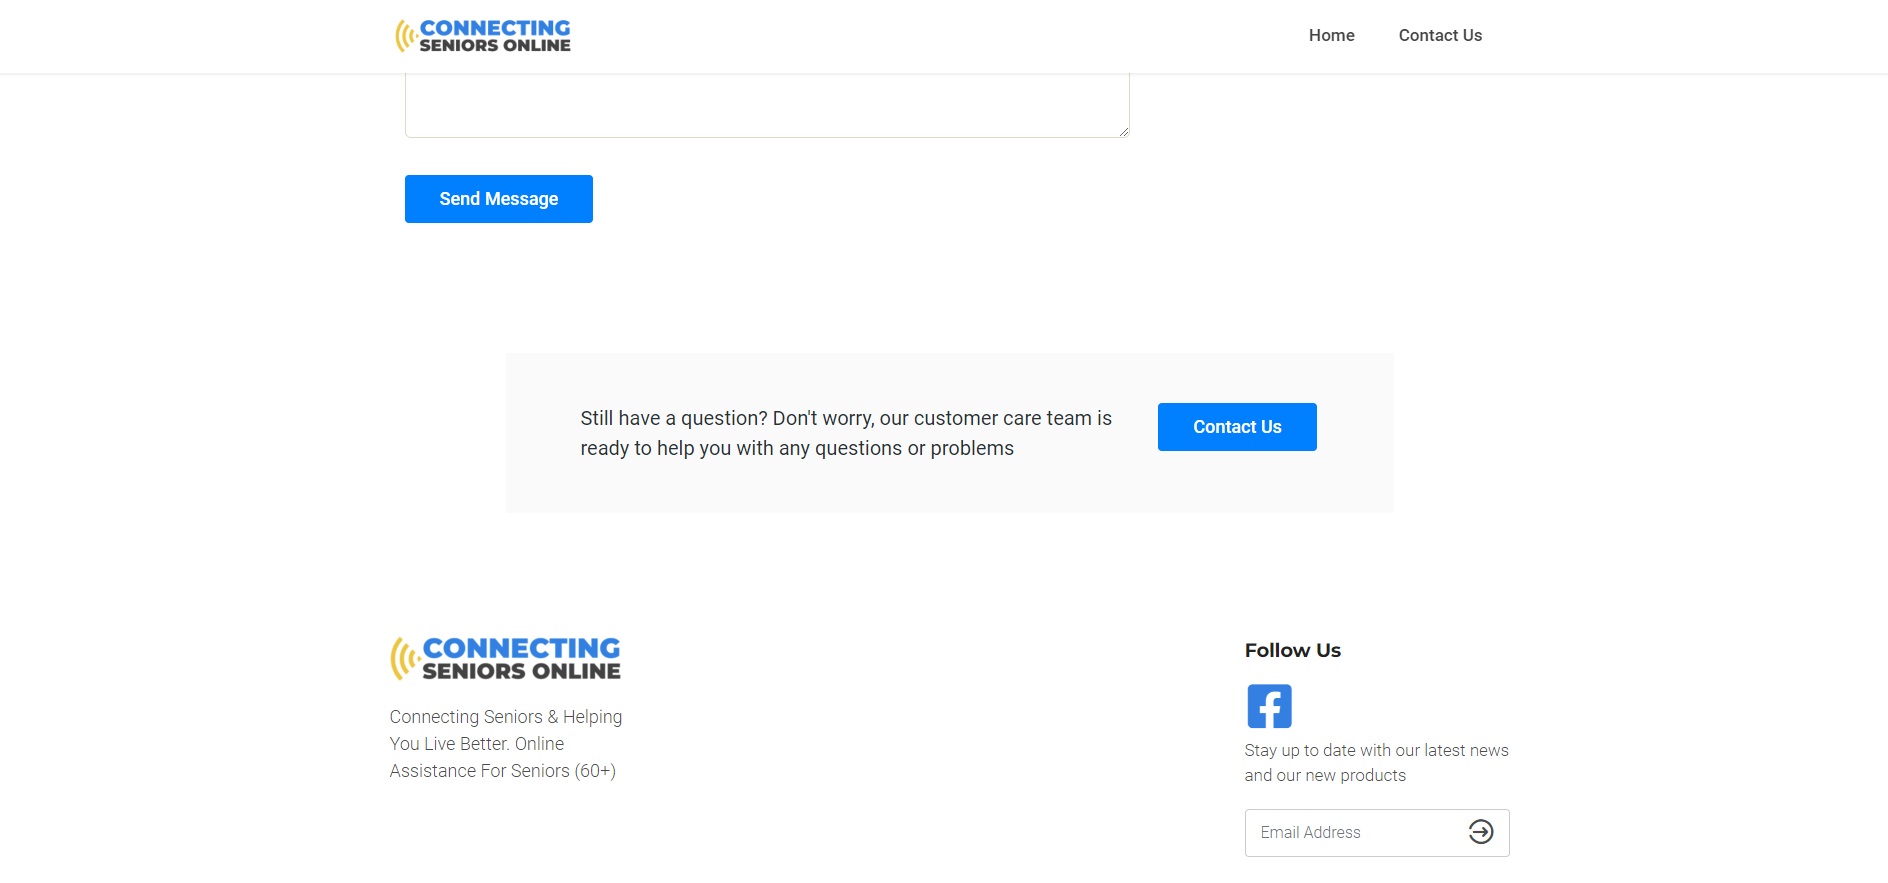 CONNECTING
SENIORS ONLINE
Home
Contact Us
Send Message
Still have a question? Don't worry, our customer care team is
ready to help you with any questions or problems
Contact Us
CONNECTING
SENIORS ONLINE
Connecting Seniors & Helping
You Live Better. Online
Assistance For Seniors (60+)
Follow Us
Stay up to date with our latest news
and our new products
Email Address